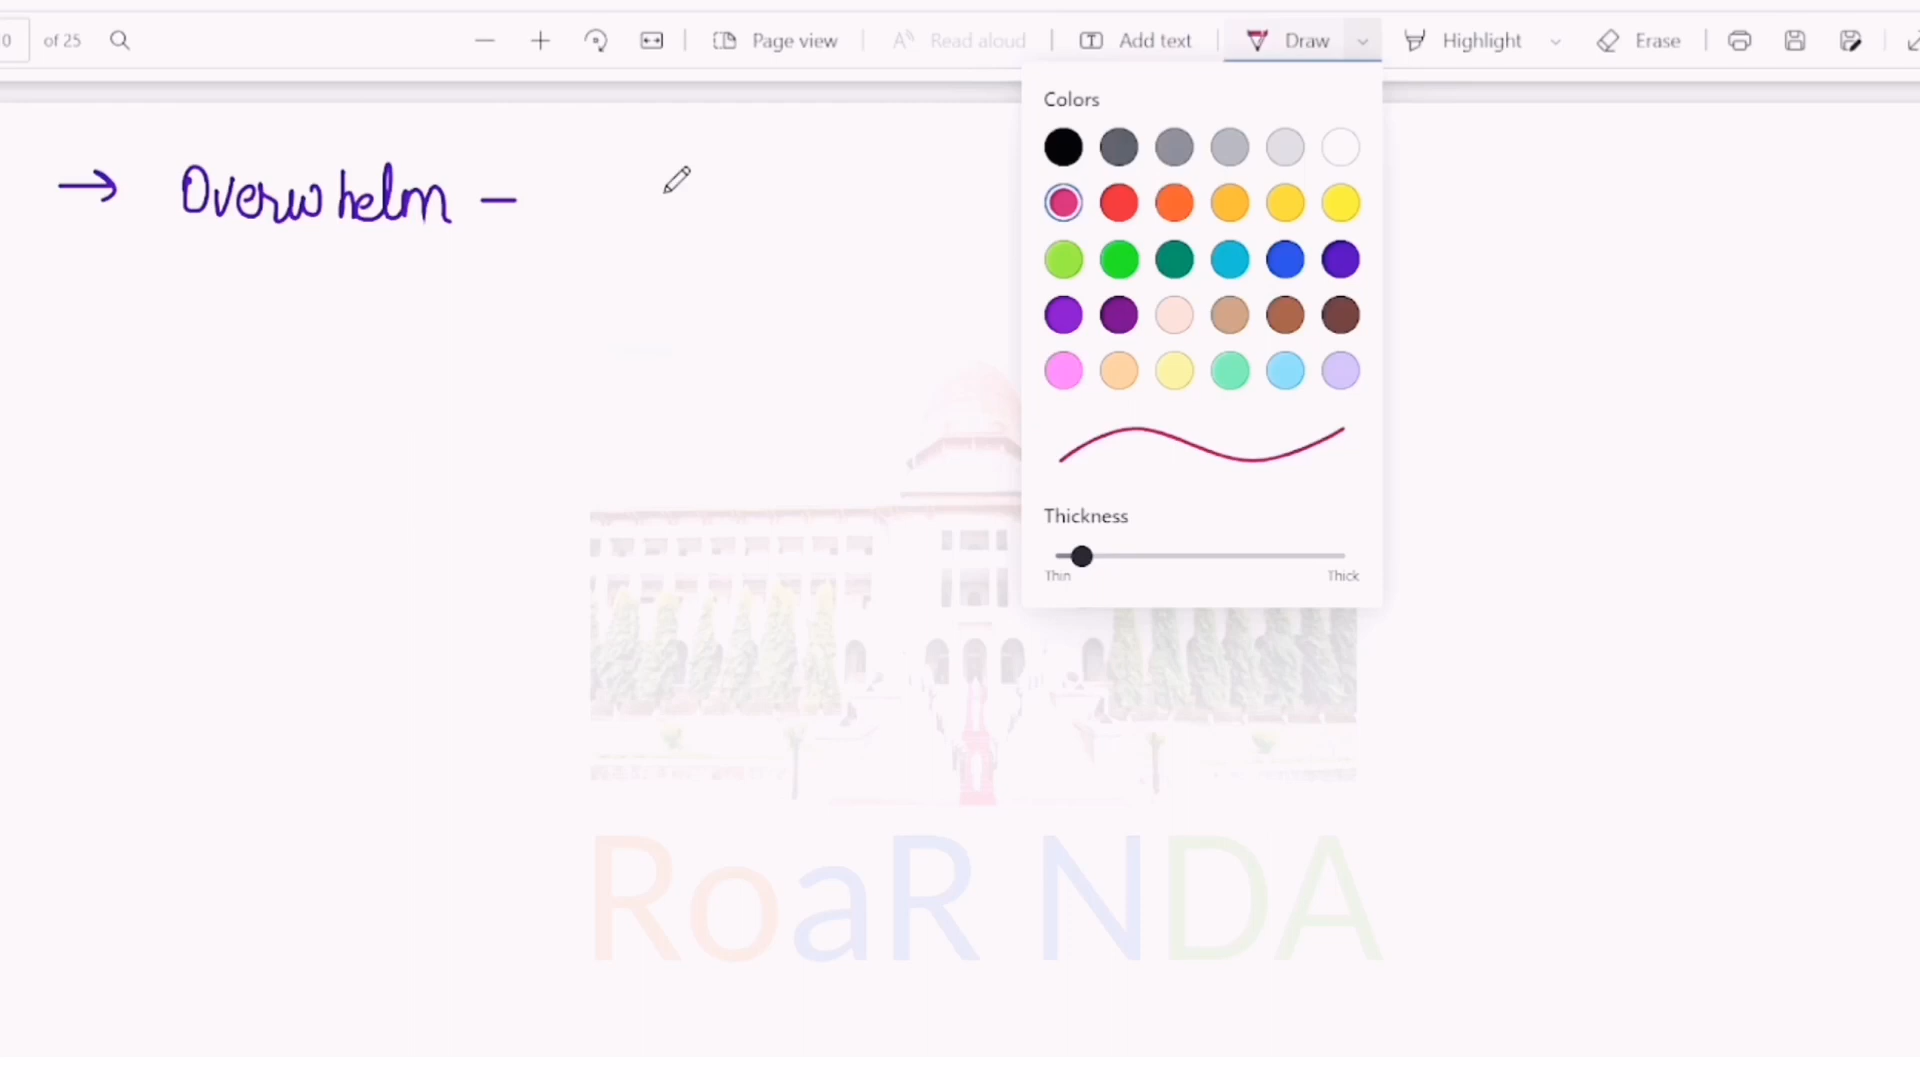 0 of 25 Page view Read aloud Add text Draw Highlight Erase
Colors
→ Overwhelm –
Thickness
Thin Thick
RoaR NDA